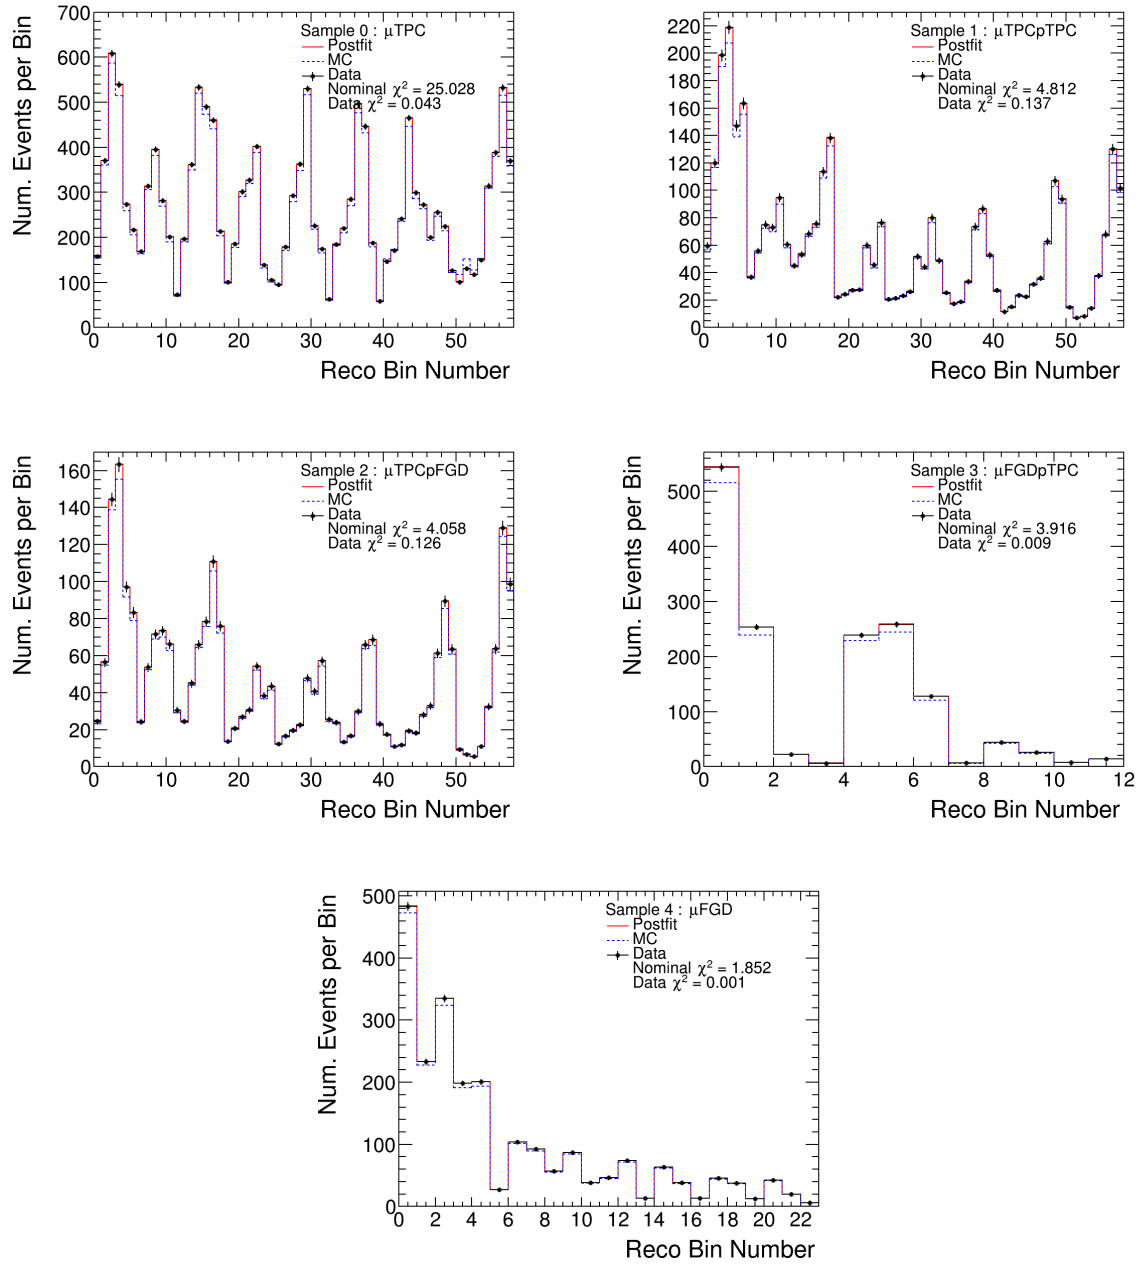 Num. Events per Bin
700
600
500
400
300
200
100
0
Sample 0 : μTPC
Postfit
MC
Data
Nominal χ² = 25.028
Data χ² = 0.043
0 10 20 30 40 50
Reco Bin Number
Num. Events per Bin
220
200
180
160
140
120
100
80
60
40
20
0
Sample 1 : μTPCpTPC
Postfit
MC
Data
Nominal χ² = 4.812
Data χ² = 0.137
0 10 20 30 40 50
Reco Bin Number
Num. Events per Bin
160
140
120
100
80
60
40
20
0
Sample 2 : μTPCpFGD
Postfit
MC
Data
Nominal χ² = 4.058
Data χ² = 0.126
0 10 20 30 40 50
Reco Bin Number
Num. Events per Bin
500
400
300
200
100
0
Sample 3 : μFGDpTPC
Postfit
MC
Data
Nominal χ² = 3.916
Data χ² = 0.009
0 2 4 6 8 10 12
Reco Bin Number
Num. Events per Bin
500
400
300
200
100
0
Sample 4 : μFGD
Postfit
MC
Data
Nominal χ² = 1.852
Data χ² = 0.001
0 2 4 6 8 10 12 14 16 18 20 22
Reco Bin Number